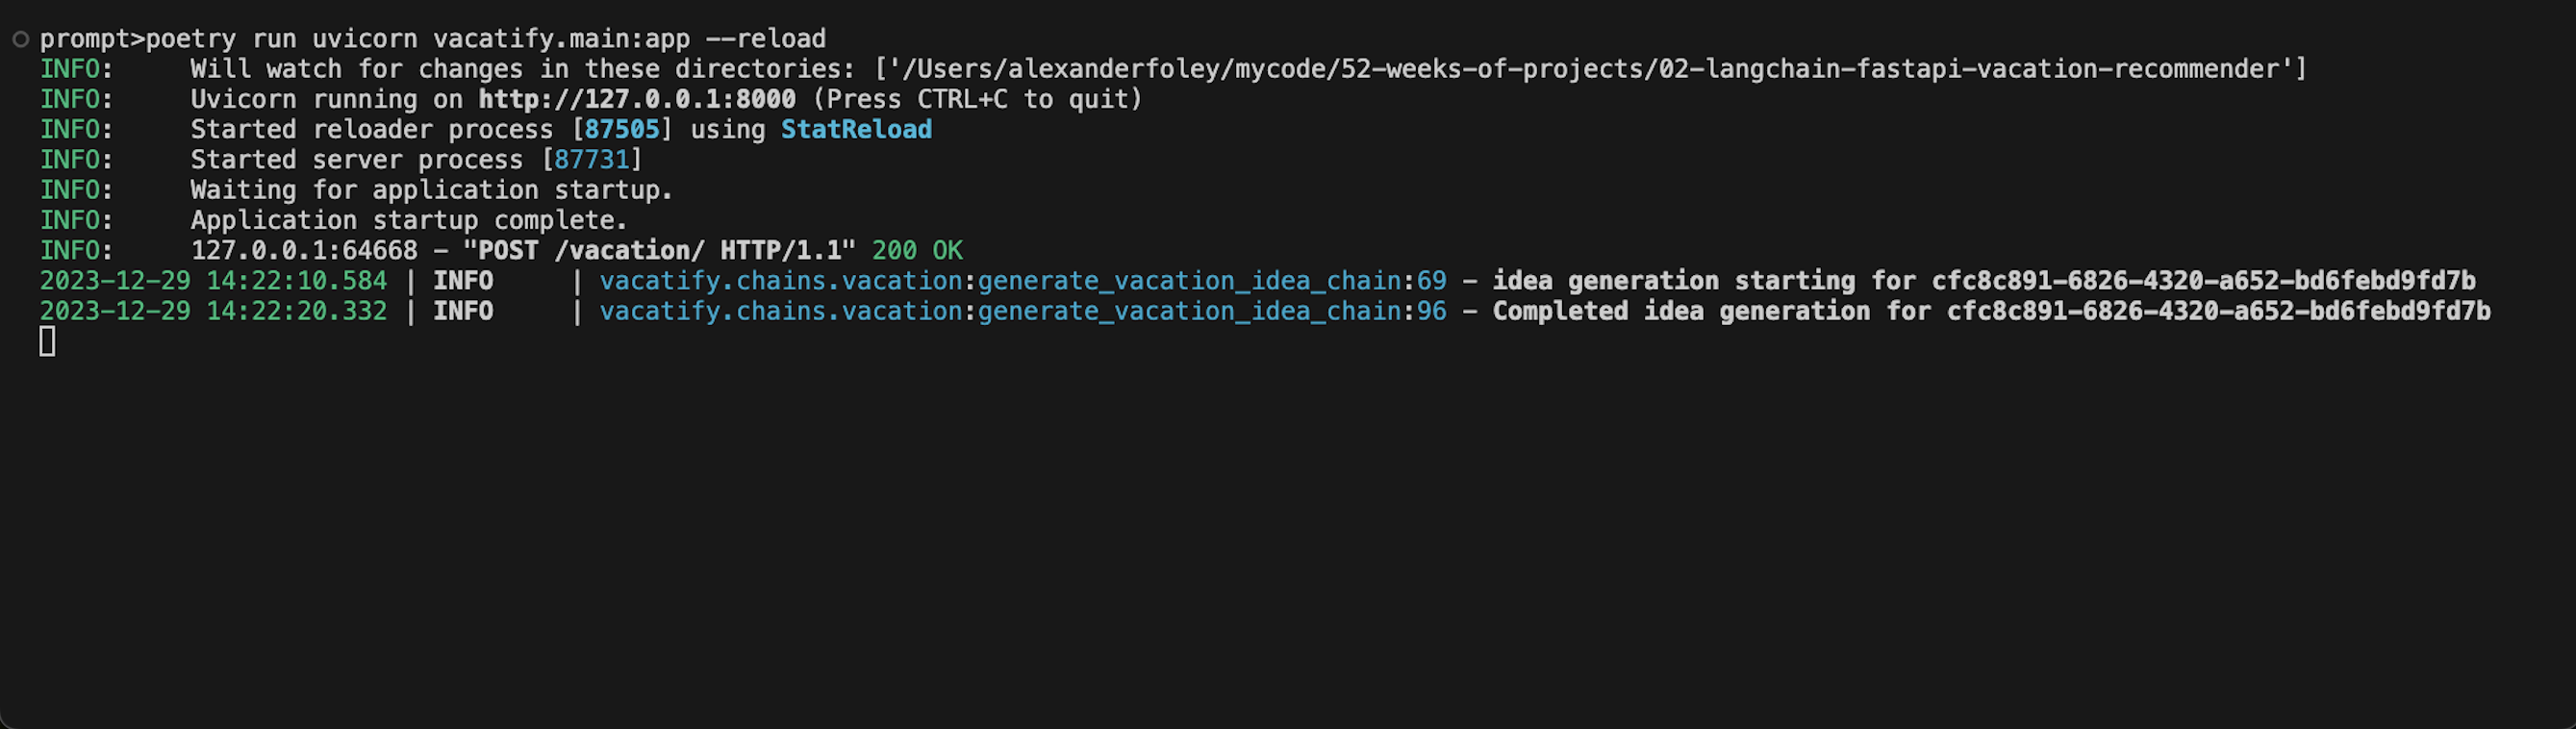 prompt>poetry run uvicorn vacatify.main:app --reload
INFO:     Will watch for changes in these directories: ['/Users/alexanderfoley/mycode/52-weeks-of-projects/02-langchain-fastapi-vacation-recommender']
INFO:     Uvicorn running on http://127.0.0.1:8000 (Press CTRL+C to quit)
INFO:     Started reloader process [87505] using StatReload
INFO:     Started server process [87731]
INFO:     Waiting for application startup.
INFO:     Application startup complete.
INFO:     127.0.0.1:64668 - "POST /vacation/ HTTP/1.1" 200 OK
2023-12-29 14:22:10.584 | INFO     | vacatify.chains.vacation:generate_vacation_idea_chain:69 - idea generation starting for cfc8c891-6826-4320-a652-bd6febd9fd7b
2023-12-29 14:22:20.332 | INFO     | vacatify.chains.vacation:generate_vacation_idea_chain:96 - Completed idea generation for cfc8c891-6826-4320-a652-bd6febd9fd7b